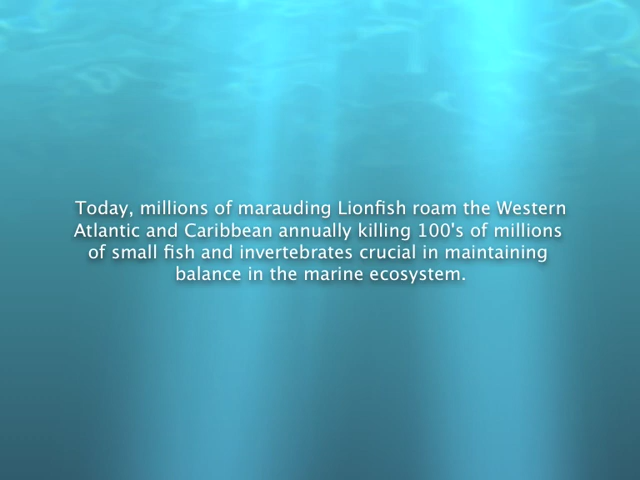 Today, millions of marauding Lionfish roam the Western
Atlantic and Caribbean annually killing 100's of millions
of small fish and invertebrates crucial in maintaining
balance in the marine ecosystem.